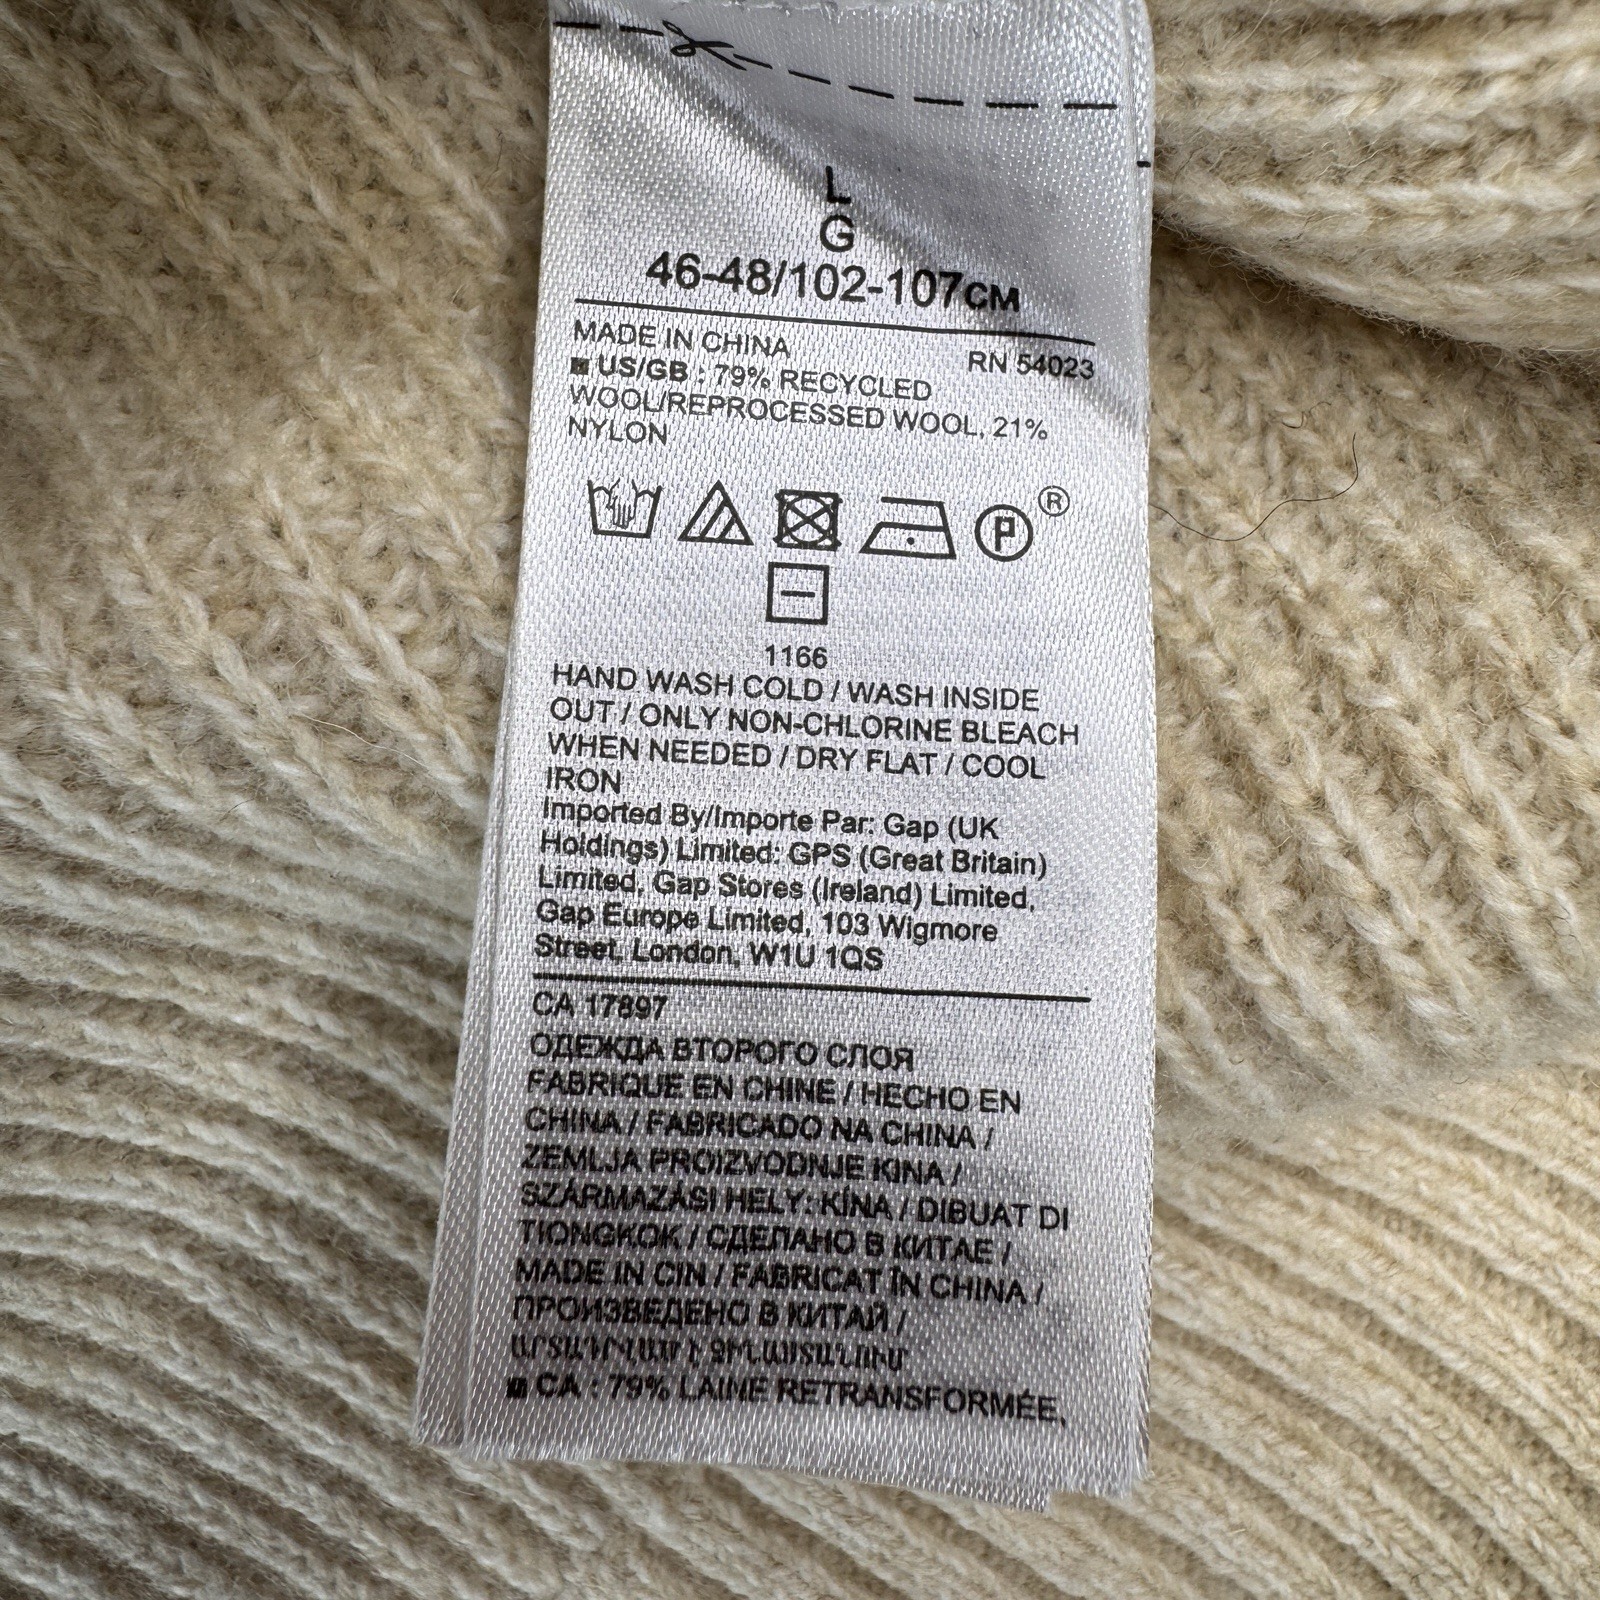 L
G
46-48/102-107CM
MADE IN CHINA
RN 54023
US/GB : 79% RECYCLED
WOOL/REPROCESSED WOOL, 21%
NYLON
P ®
1166
HAND WASH COLD / WASH INSIDE
OUT / ONLY NON-CHLORINE BLEACH
WHEN NEEDED / DRY FLAT / COOL
IRON
Imported By/Importe Par: Gap (UK
Holdings) Limited: GPS (Great Britain)
Limited, Gap Stores (Ireland) Limited,
Gap Europe Limited, 103 Wigmore
Street, London, W1U 1QS
CA 17897
ОДЕЖДА ВТОРОГО СЛОЯ
FABRIQUE EN CHINE / HECHO EN
CHINA / FABRICADO NA CHINA /
ZEMLJA PROIZVODNJE KINA /
SZÁRMAZÁSI HELY: KÍNA / DIBUAT DI
TIONGKOK / СДЕЛАНО В КИТАЕ /
MADE IN CIN / FABRICAT ÎN CHINA /
ПРОИЗВЕДЕНО В КИТАЙ /
CA : 79% LAINE RETRANSFORMÉE,